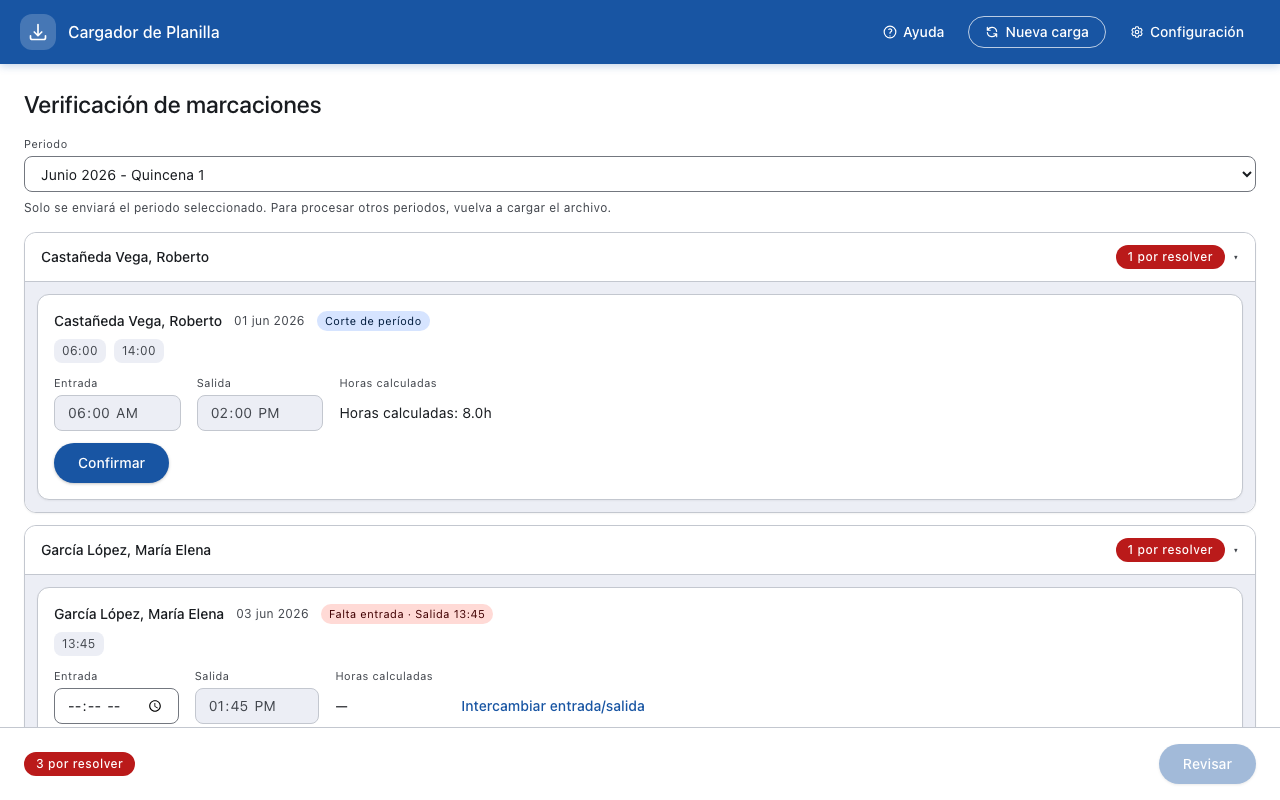 Cargador de Planilla
Ayuda
Nueva carga
Configuración
Verificación de marcaciones
Periodo
Junio 2026 - Quincena 1
Solo se enviará el periodo seleccionado. Para procesar otros periodos, vuelva a cargar el archivo.
Castañeda Vega, Roberto
1 por resolver
Castañeda Vega, Roberto 01 jun 2026 Corte de período
06:00 14:00
Entrada Salida Horas calculadas
06:00 AM 02:00 PM Horas calculadas: 8.0h
Confirmar
García López, María Elena
1 por resolver
García López, María Elena 03 jun 2026 Falta entrada · Salida 13:45
13:45
Entrada Salida Horas calculadas
--:-- -- 01:45 PM — Intercambiar entrada/salida
3 por resolver
Revisar